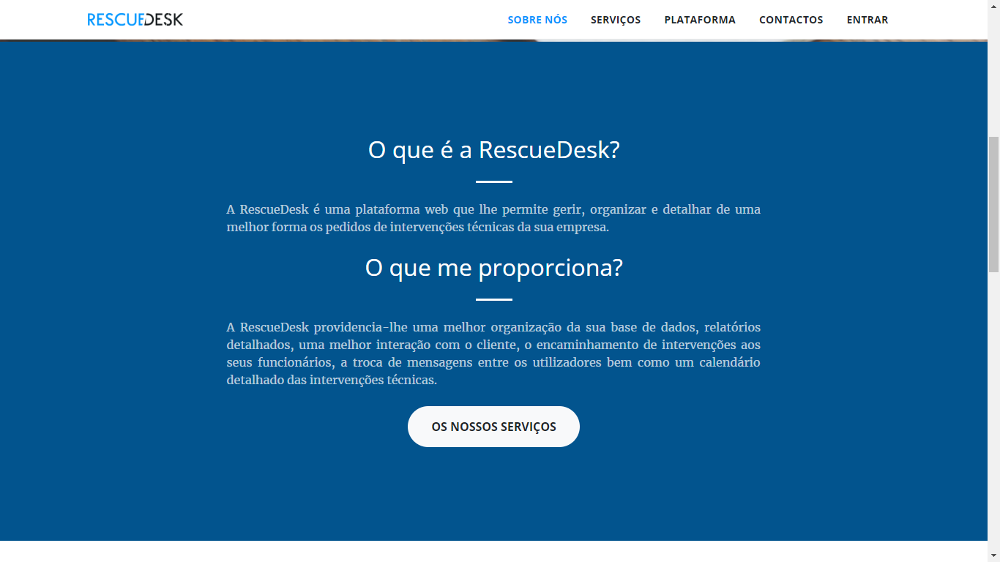 RESCUEDESK
SOBRE NÓS SERVIÇOS PLATAFORMA CONTACTOS ENTRAR
O que é a RescueDesk?
A RescueDesk é uma plataforma web que lhe permite gerir, organizar e detalhar de uma
melhor forma os pedidos de intervenções técnicas da sua empresa.
O que me proporciona?
A RescueDesk providencia-lhe uma melhor organização da sua base de dados, relatórios
detalhados, uma melhor interação com o cliente, o encaminhamento de intervenções aos
seus funcionários, a troca de mensagens entre os utilizadores bem como um calendário
detalhado das intervenções técnicas.
OS NOSSOS SERVIÇOS